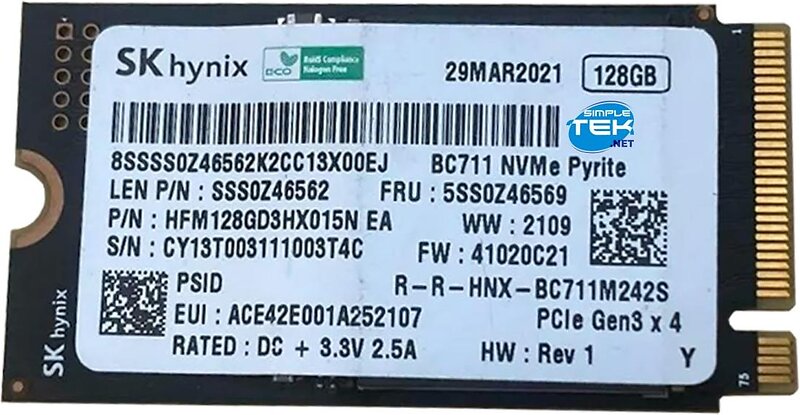 SK hynix
ECO
RoHS Compliance
Halogen Free
29MAR2021
128GB
SIMPLE
TEK
.NET
8SSSS0Z46562K2CC13X00EJ
BC711 NVMe Pyrite
LEN P/N : SSS0Z46562
FRU : 5SS0Z46569
P/N : HFM128GD3HX015N EA
WW : 2109
S/N : CY13T003111003T4C
FW : 41020C21
PSID
R-R-HNX-BC711M242S
EUI : ACE42E001A252107
PCIe Gen3 x 4
RATED : DC + 3.3V 2.5A
HW : Rev 1
Y
SK hynix
1
75